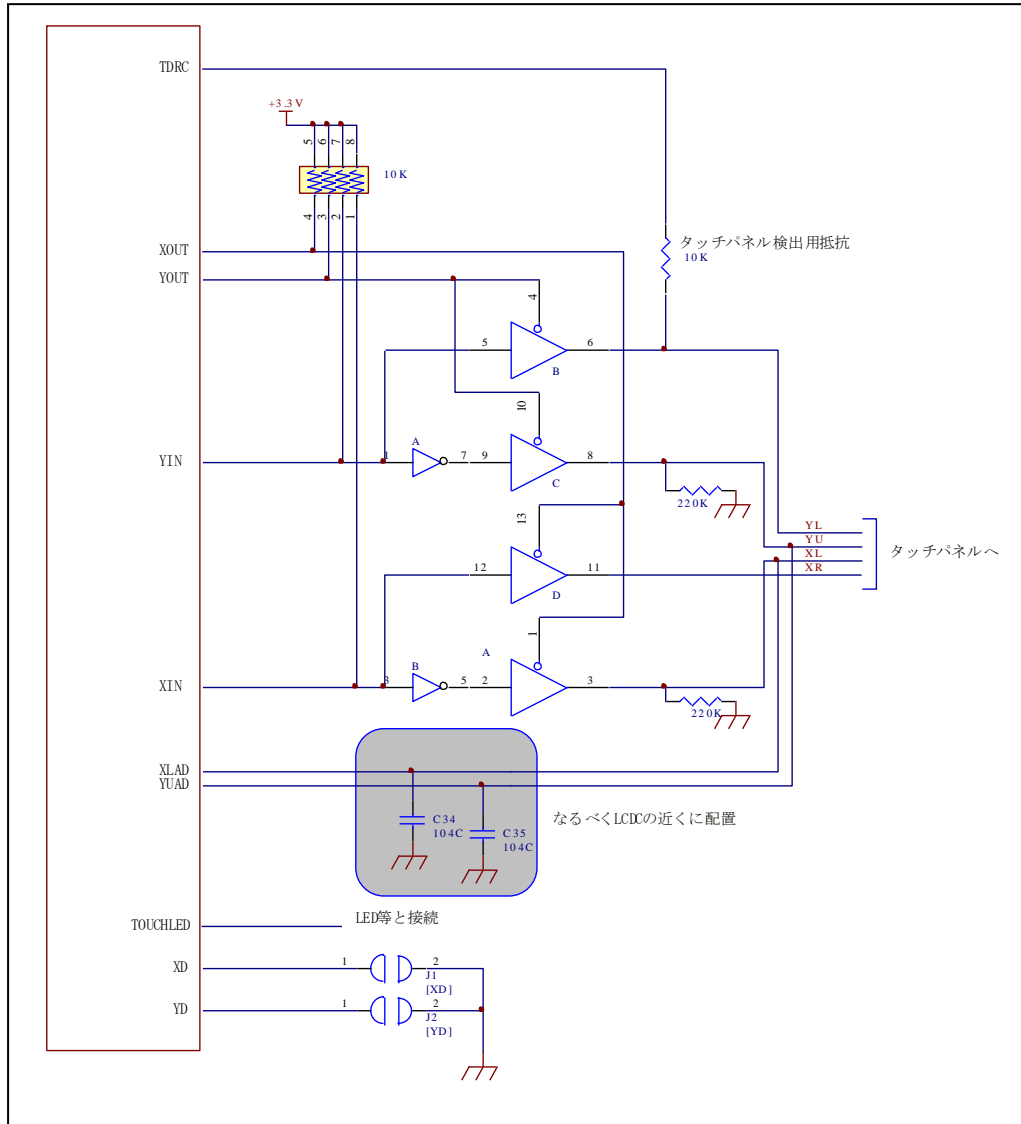 TDRC
+3.3V
5 6 7 8
10K
4 3 2 1
タッチパネル検出用抵抗
10K
XOUT
YOUT
4
5
6
B
10
YIN
1
A
7
9
8
C
220K
13
YL
YU
XL
XR
タッチパネルへ
12
11
D
1
A
XIN
3
B
5
2
3
220K
XLAD
YUAD
C34
104C
C35
104C
なるべくLCDCの近くに配置
TOUCHLED
LED等と接続
XD
1
2
J1
[XD]
YD
1
2
J2
[YD]